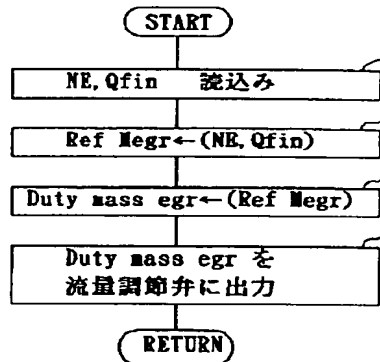 START
NE,Qfin 読込み
Ref Megr←(NE,Qfin)
Duty mass egr←(Ref Megr)
Duty mass egr を
流量調節弁に出力
RETURN